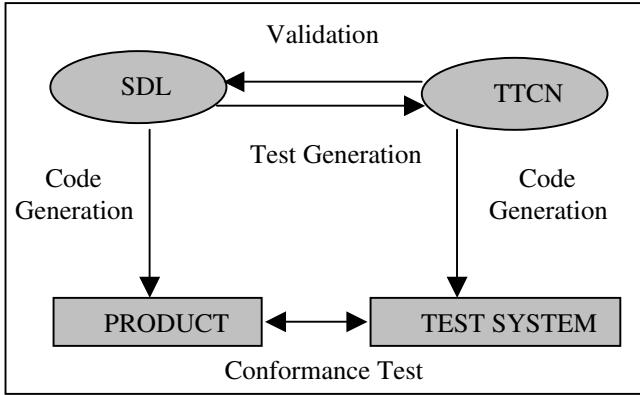 Validation
SDL
TTCN
Test Generation
Code
Generation
Code
Generation
PRODUCT
TEST SYSTEM
Conformance Test